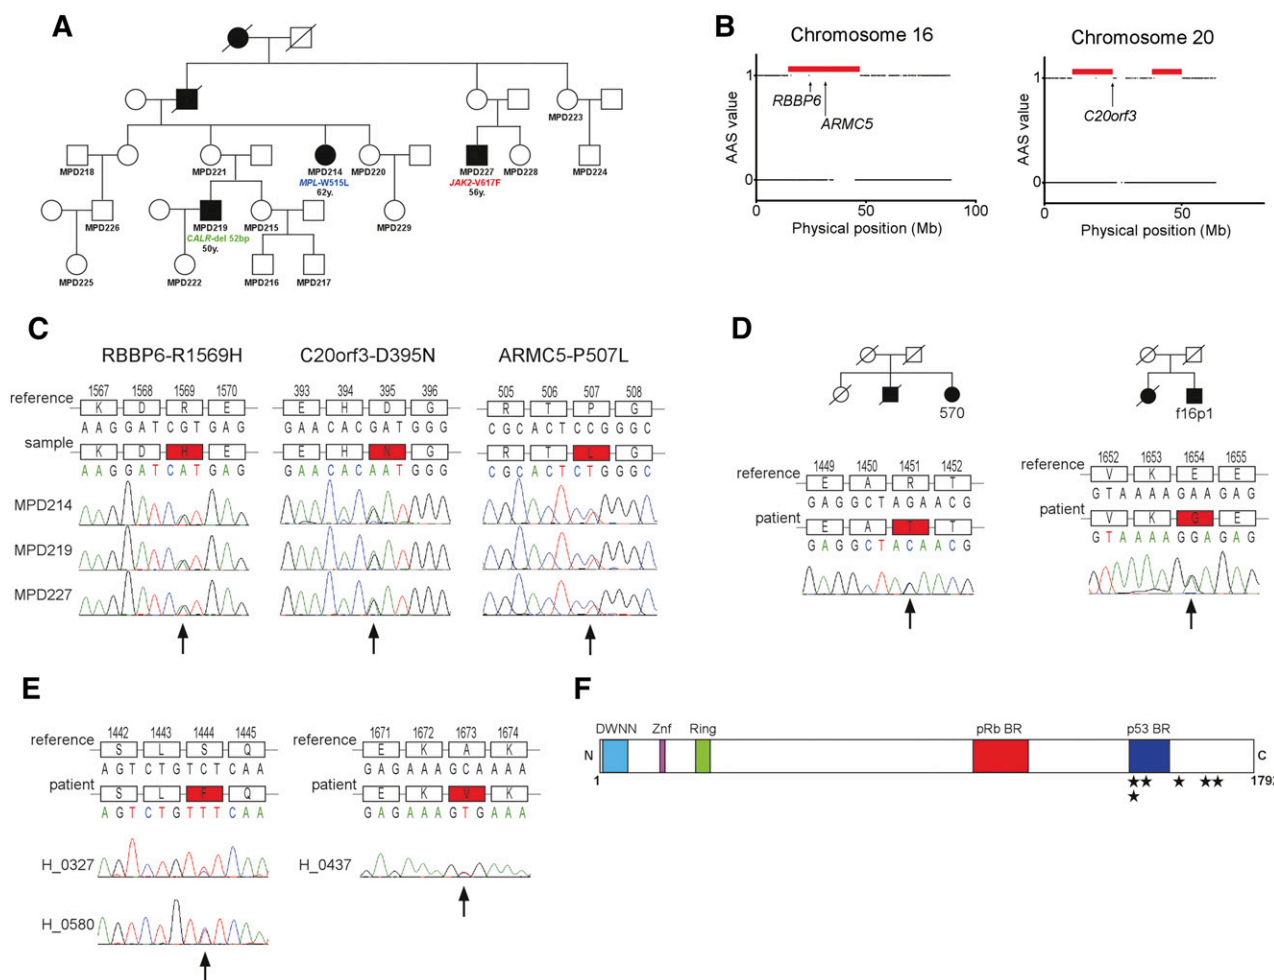 A
MPD223
MPD218
MPD221
MPD214
MPL-W515L
62y.
MPD220
MPD227
JAK2-V617F
56y.
MPD228
MPD224
MPD226
MPD219
CALR-del 52bp
50y.
MPD215
MPD229
MPD225
MPD222
MPD216
MPD217
B
Chromosome 16
AAS value
1
0
RBBP6
ARMC5
0 50 100
Physical position (Mb)
Chromosome 20
AAS value
1
0
C20orf3
0 50
Physical position (Mb)
C
RBBP6-R1569H
C20orf3-D395N
ARMC5-P507L
1567 1568 1569 1570
393 394 395 396
505 506 507 508
reference
K D R E
E H D G
R T P G
AAGGATCGTGAG
GAACACGATGGG
CGCACTCCGGGC
sample
K D H E
E H N G
R T L G
AAGGATCATGAG
GAACACAATGGG
CGCACTCTGGGC
MPD214
MPD219
MPD227
D
570
f16p1
1449 1450 1451 1452
reference
E A R T
GAGGCTAGAACG
patient
E A T T
GAGGCTACAACG
1652 1653 1654 1655
reference
V K E E
GTAAAAGAAGAG
patient
V K G E
GTAAAAGGAGAG
E
1442 1443 1444 1445
reference
S L S Q
AGTCTGTCTCAA
patient
S L F Q
AGTCTGTTTCAA
H_0327
H_0580
1671 1672 1673 1674
reference
E K A K
GAGAAAGCAAAA
patient
E K V K
GAGAAAGTGAAA
H_0437
F
DWNN Znf Ring pRb BR p53 BR
N C
1 1792